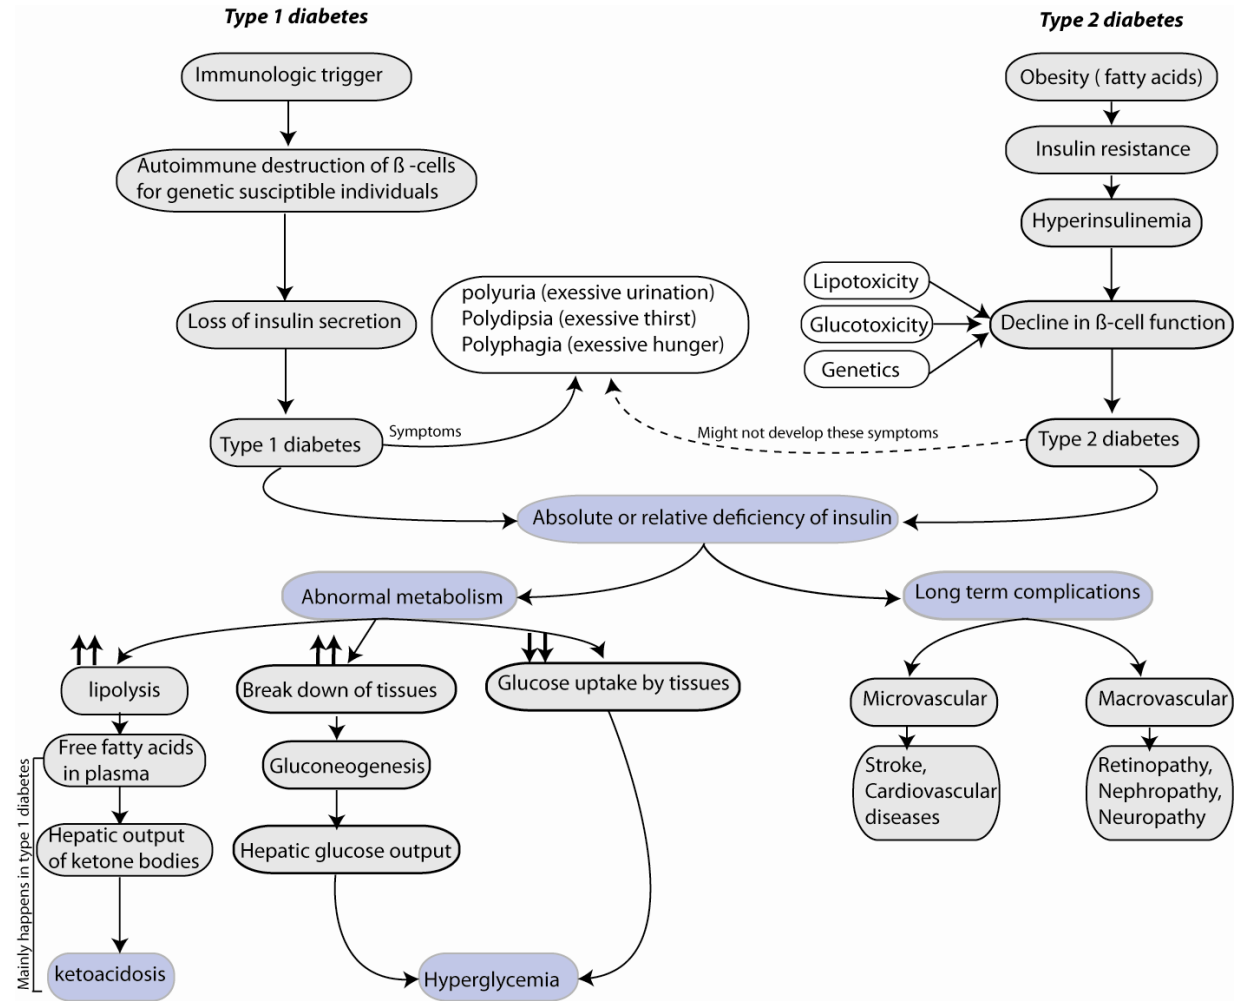 Type 1 diabetes
Type 2 diabetes
Immunologic trigger
Obesity ( fatty acids)
Autoimmune destruction of ß -cells
for genetic susciptible individuals
Insulin resistance
Hyperinsulinemia
Loss of insulin secretion
polyuria (exessive urination)
Polydipsia (exessive thirst)
Polyphagia (exessive hunger)
Lipotoxicity
Glucotoxicity
Genetics
Decline in ß-cell function
Type 1 diabetes
Symptoms
Might not develop these symptoms
Type 2 diabetes
Absolute or relative deficiency of insulin
Abnormal metabolism
Long term complications
lipolysis
Break down of tissues
Glucose uptake by tissues
Microvascular
Macrovascular
Free fatty acids
in plasma
Gluconeogenesis
Stroke,
Cardiovascular
diseases
Retinopathy,
Nephropathy,
Neuropathy
Hepatic output
of ketone bodies
Hepatic glucose output
Mainly happens in type 1 diabetes
ketoacidosis
Hyperglycemia